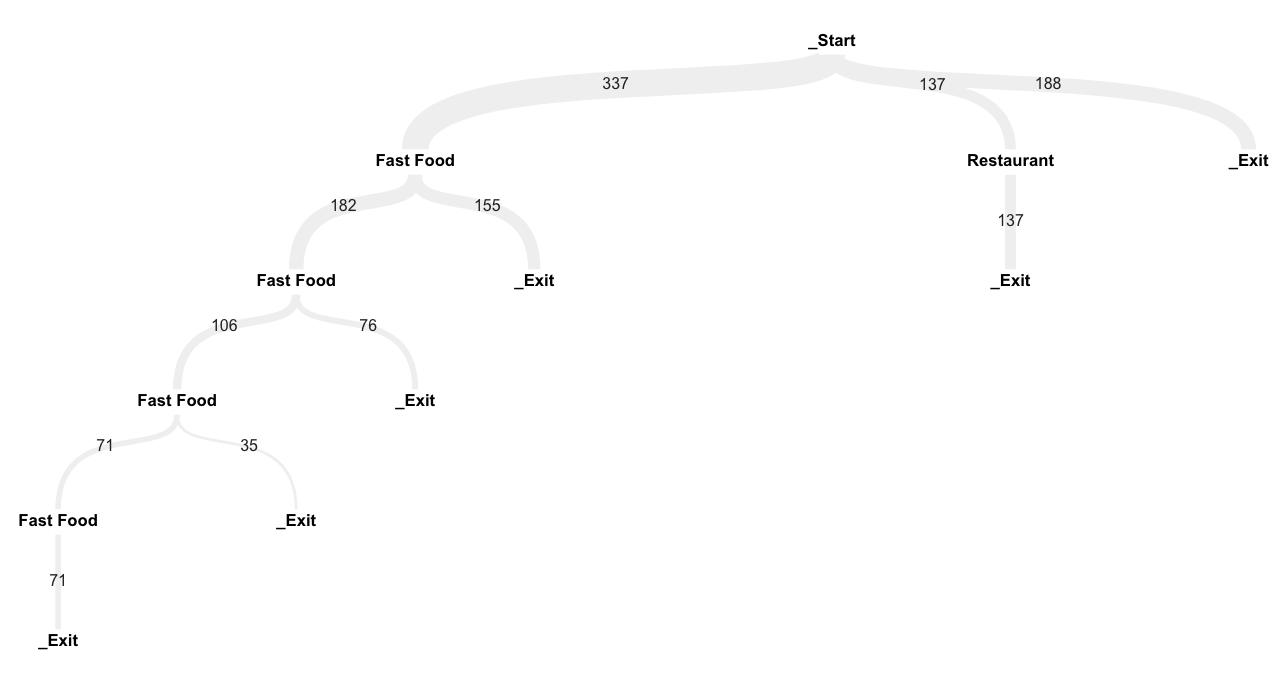 _Start
337
137
188
Fast Food
Restaurant
_Exit
182
155
137
Fast Food
_Exit
_Exit
106
76
Fast Food
_Exit
71
35
Fast Food
_Exit
71
_Exit